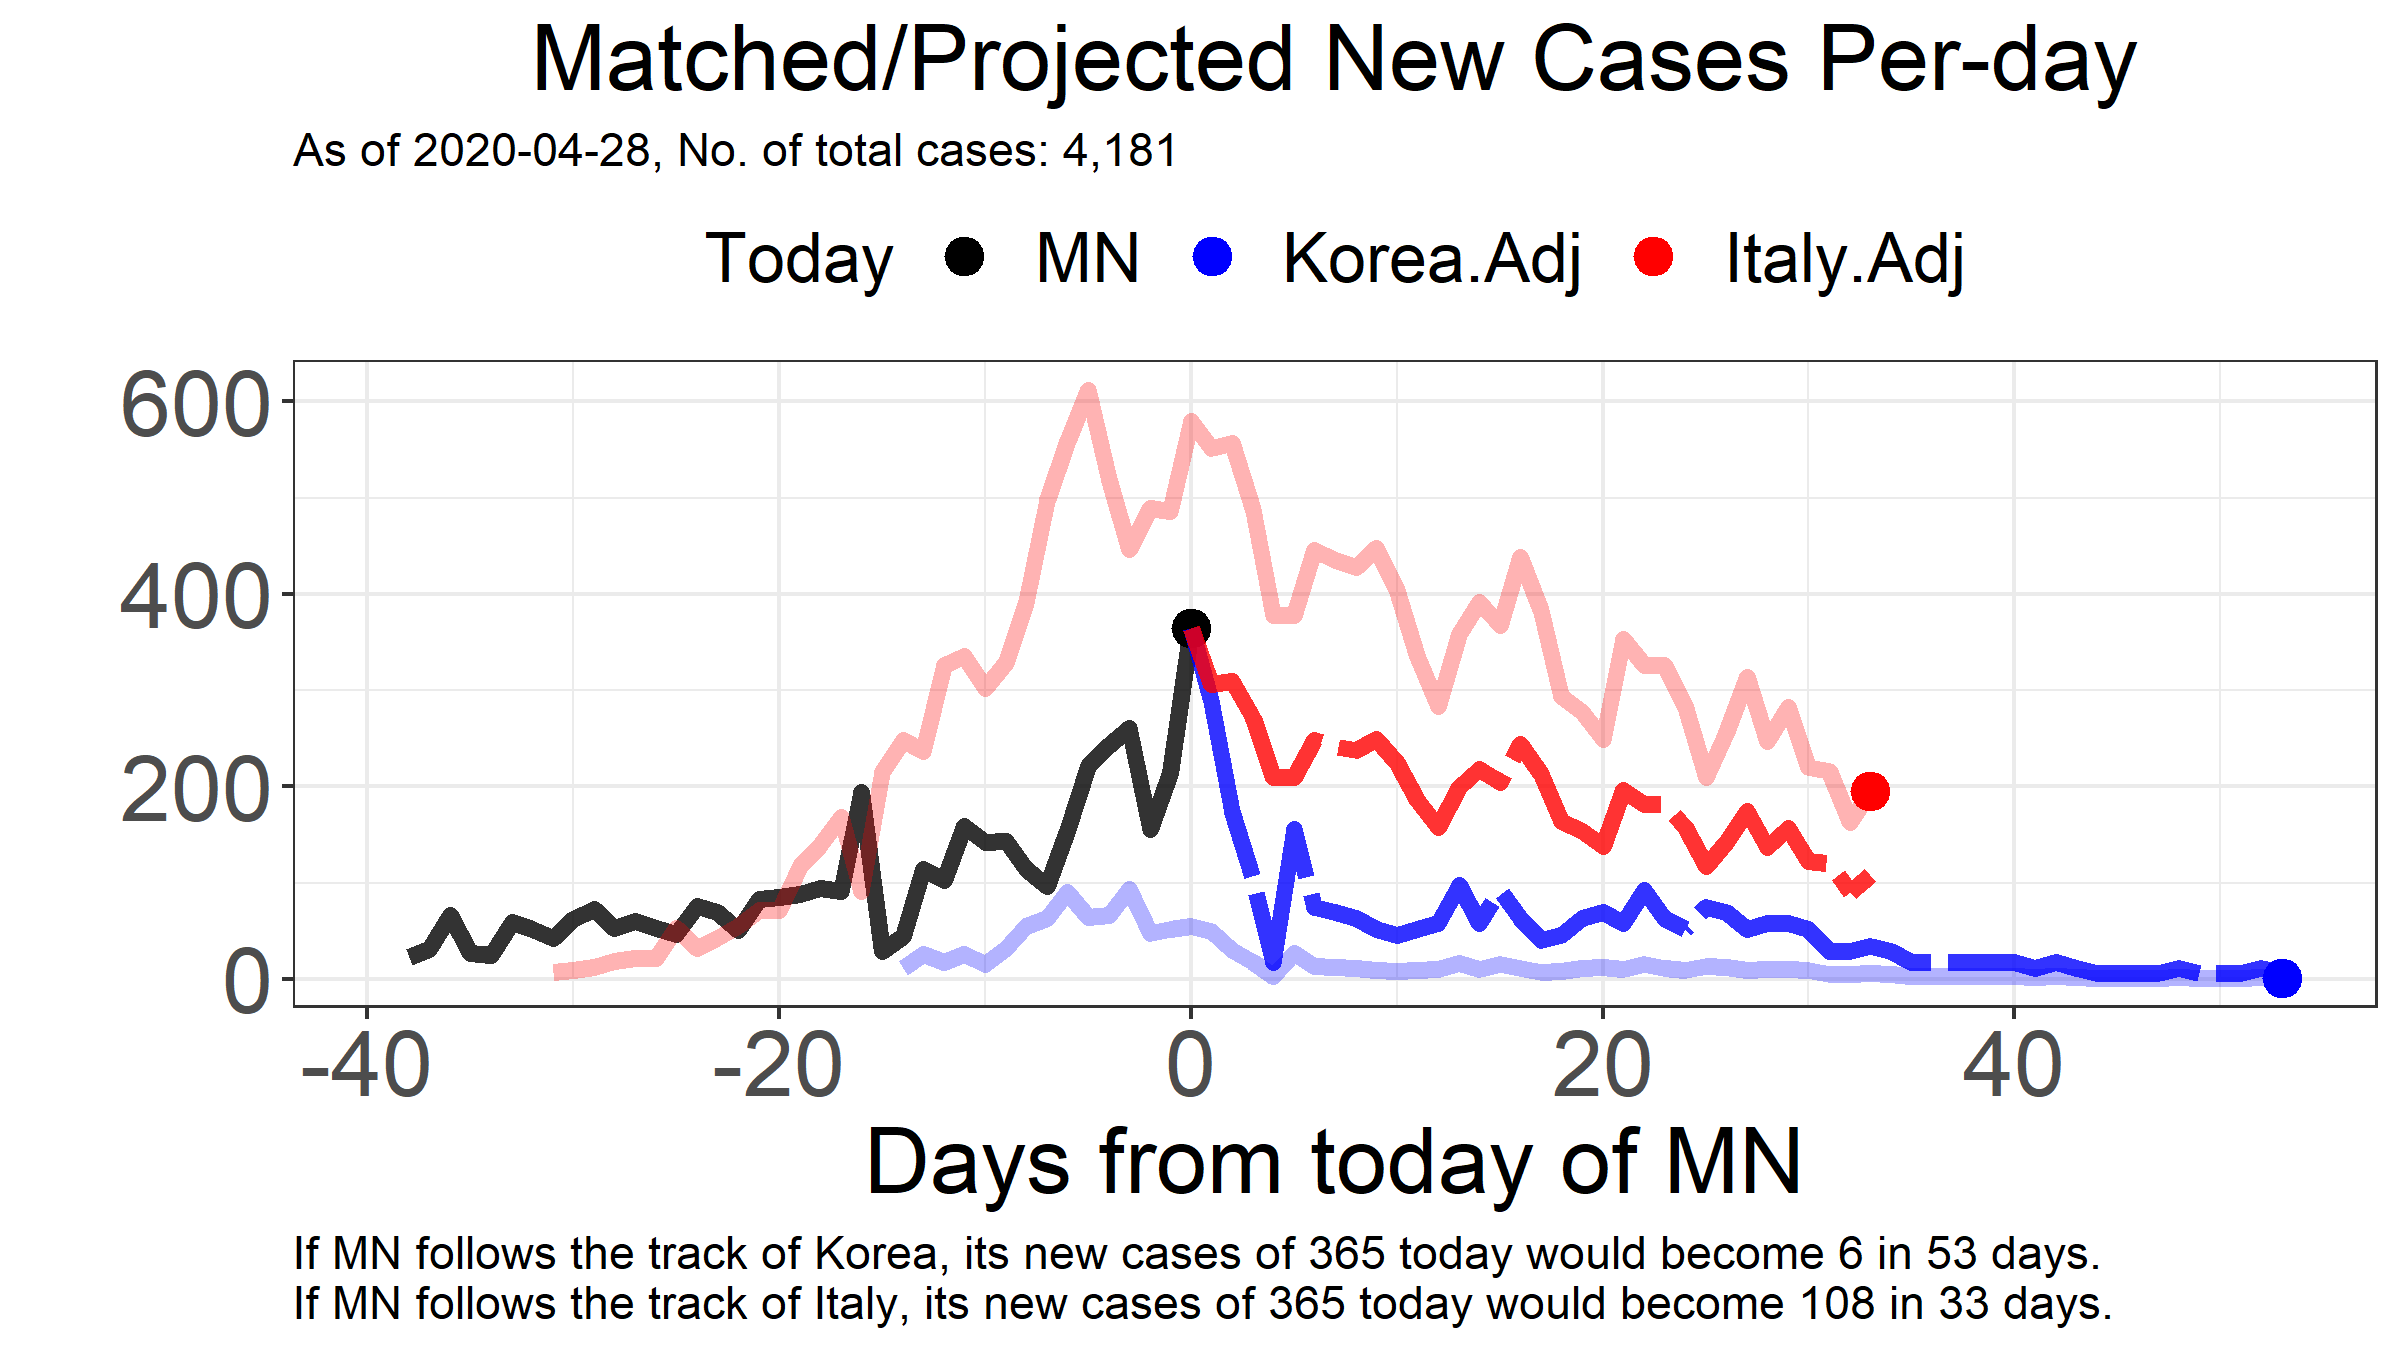 Matched/Projected New Cases Per-day
As of 2020-04-28, No. of total cases: 4,181
Today MN Korea.Adj Italy.Adj
600
400
200
0
-40 -20 0 20 40
Days from today of MN
If MN follows the track of Korea, its new cases of 365 today would become 6 in 53 days.
If MN follows the track of Italy, its new cases of 365 today would become 108 in 33 days.